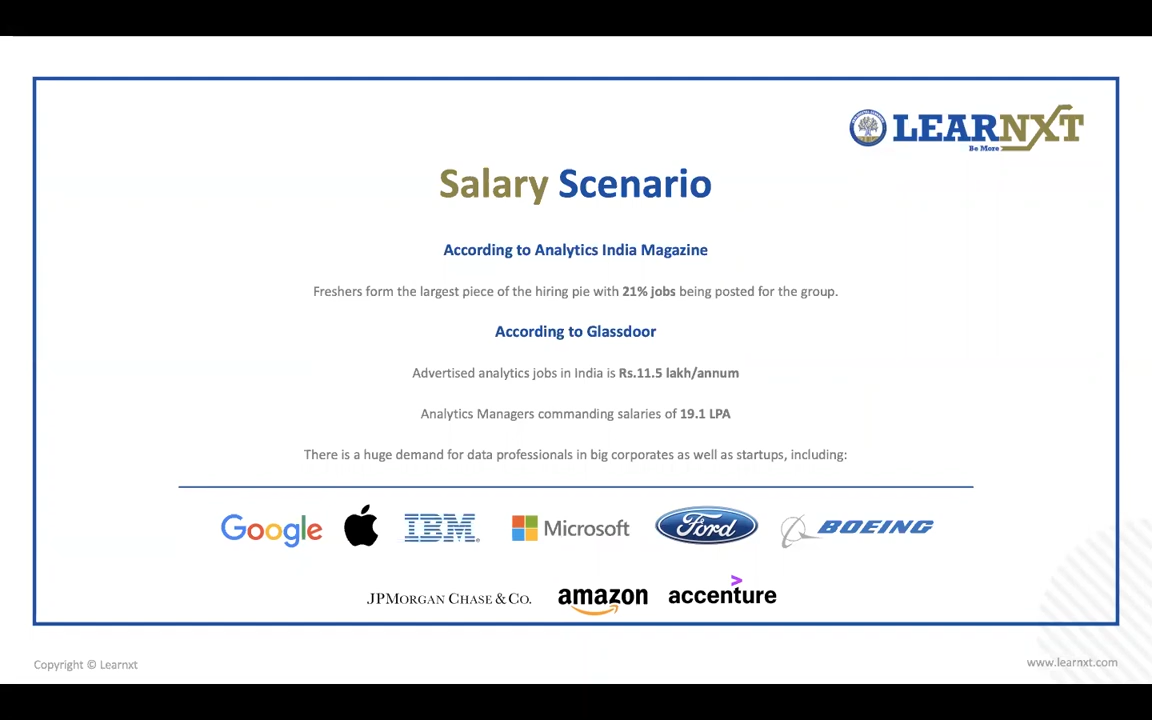 LEARNXT
Be More
Salary Scenario
According to Analytics India Magazine
Freshers form the largest piece of the hiring pie with 21% jobs being posted for the group.
According to Glassdoor
Advertised analytics jobs in India is Rs.11.5 lakh/annum
Analytics Managers commanding salaries of 19.1 LPA
There is a huge demand for data professionals in big corporates as well as startups, including:
Google IBM Microsoft Ford BOEING
JPMORGAN CHASE & CO. amazon accenture
Copyright © Learnxt
www.learnxt.com